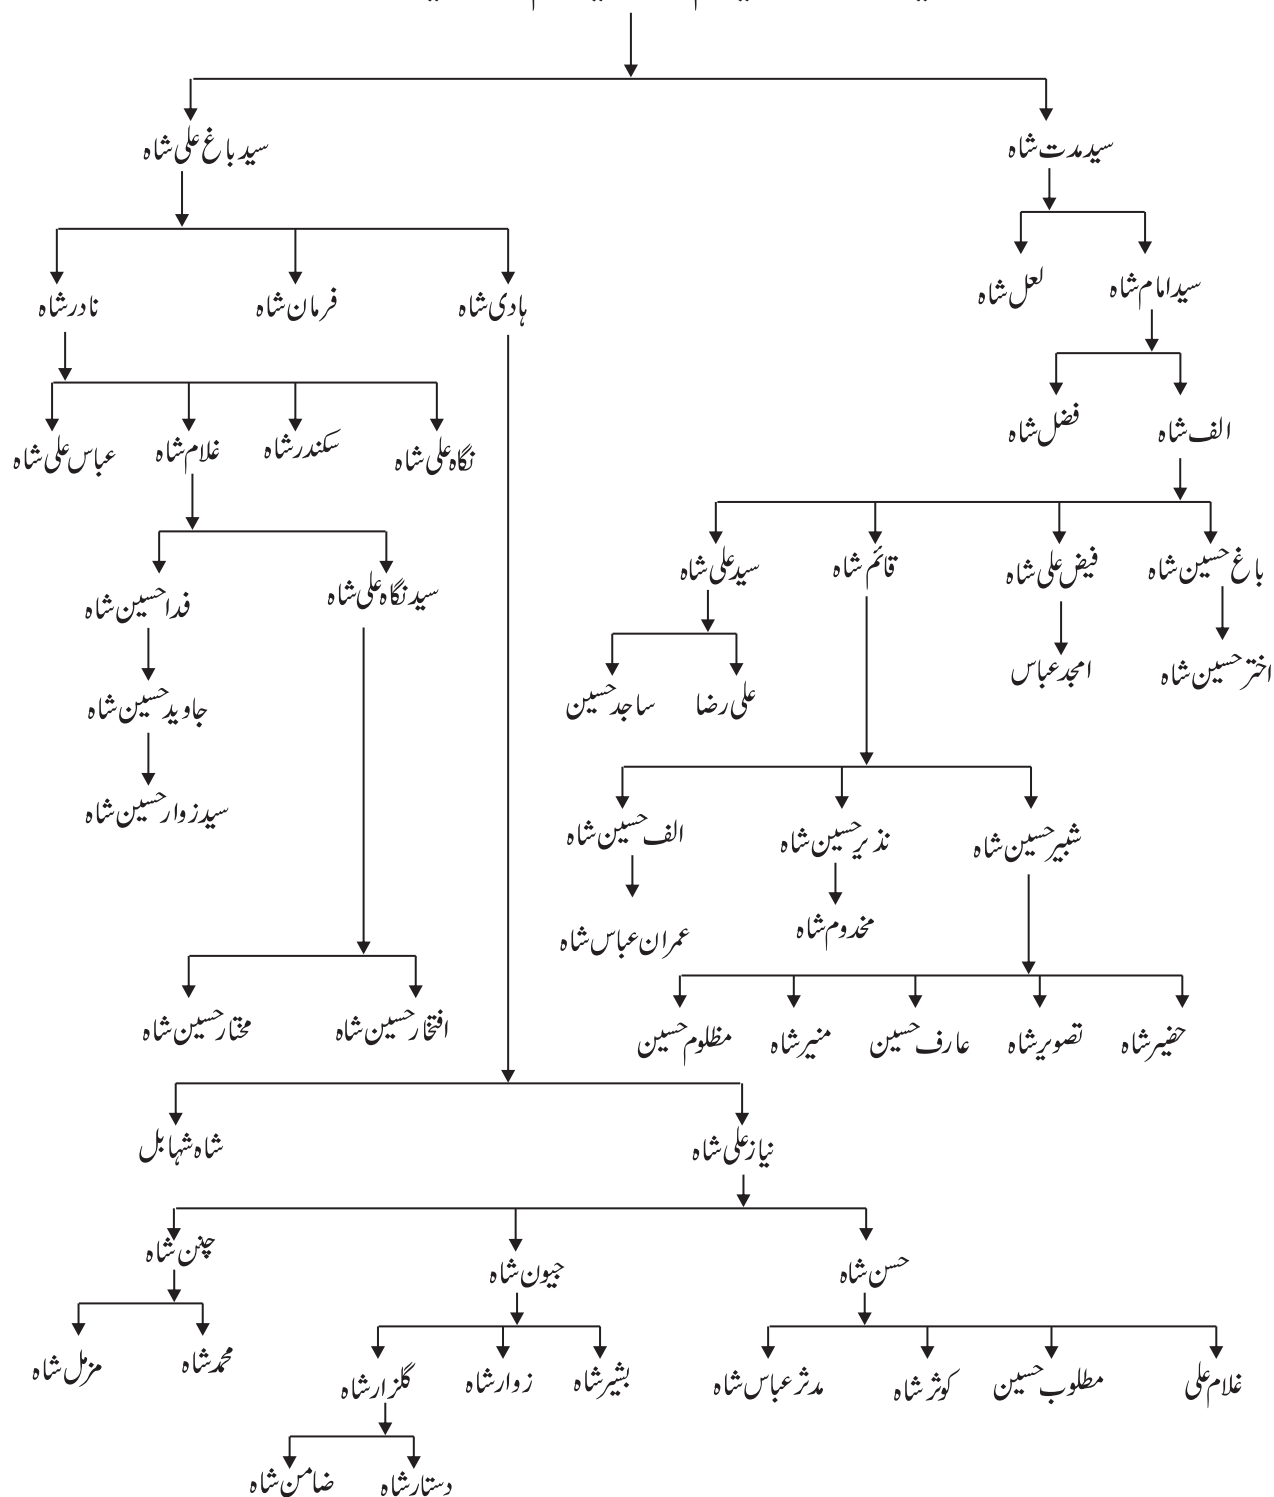 سید مدت شاہ
سید باغ علی شاہ
سید امام شاہ
لعل شاہ
ہادی شاہ
فرمان شاہ
نادر شاہ
الف شاہ
فضل شاہ
نگاہ علی شاہ
سکندر شاہ
غلام شاہ
عباس علی شاہ
باغ حسین شاہ
فیض علی شاہ
قائم شاہ
سید علی شاہ
سید نگاہ علی شاہ
فدا حسین شاہ
اختر حسین شاہ
امجد عباس
علی رضا
ساجد حسین
جاوید حسین شاہ
سید زوار حسین شاہ
شبیر حسین شاہ
نذیر حسین شاہ
الف حسین شاہ
مخدوم شاہ
عمران عباس شاہ
افتخار حسین شاہ
مختار حسین شاہ
خضیر شاہ
تصویر شاہ
عارف حسین
منیر شاہ
مظلوم حسین
نیاز علی شاہ
شاہ شہابل
حسن شاہ
جیون شاہ
چنن شاہ
غلام علی
مطلوب حسین
کوثر شاہ
مدثر عباس شاہ
بشیر شاہ
زوار شاہ
گلزار شاہ
محمد شاہ
مزمل شاہ
دستار شاہ
ضامن شاہ